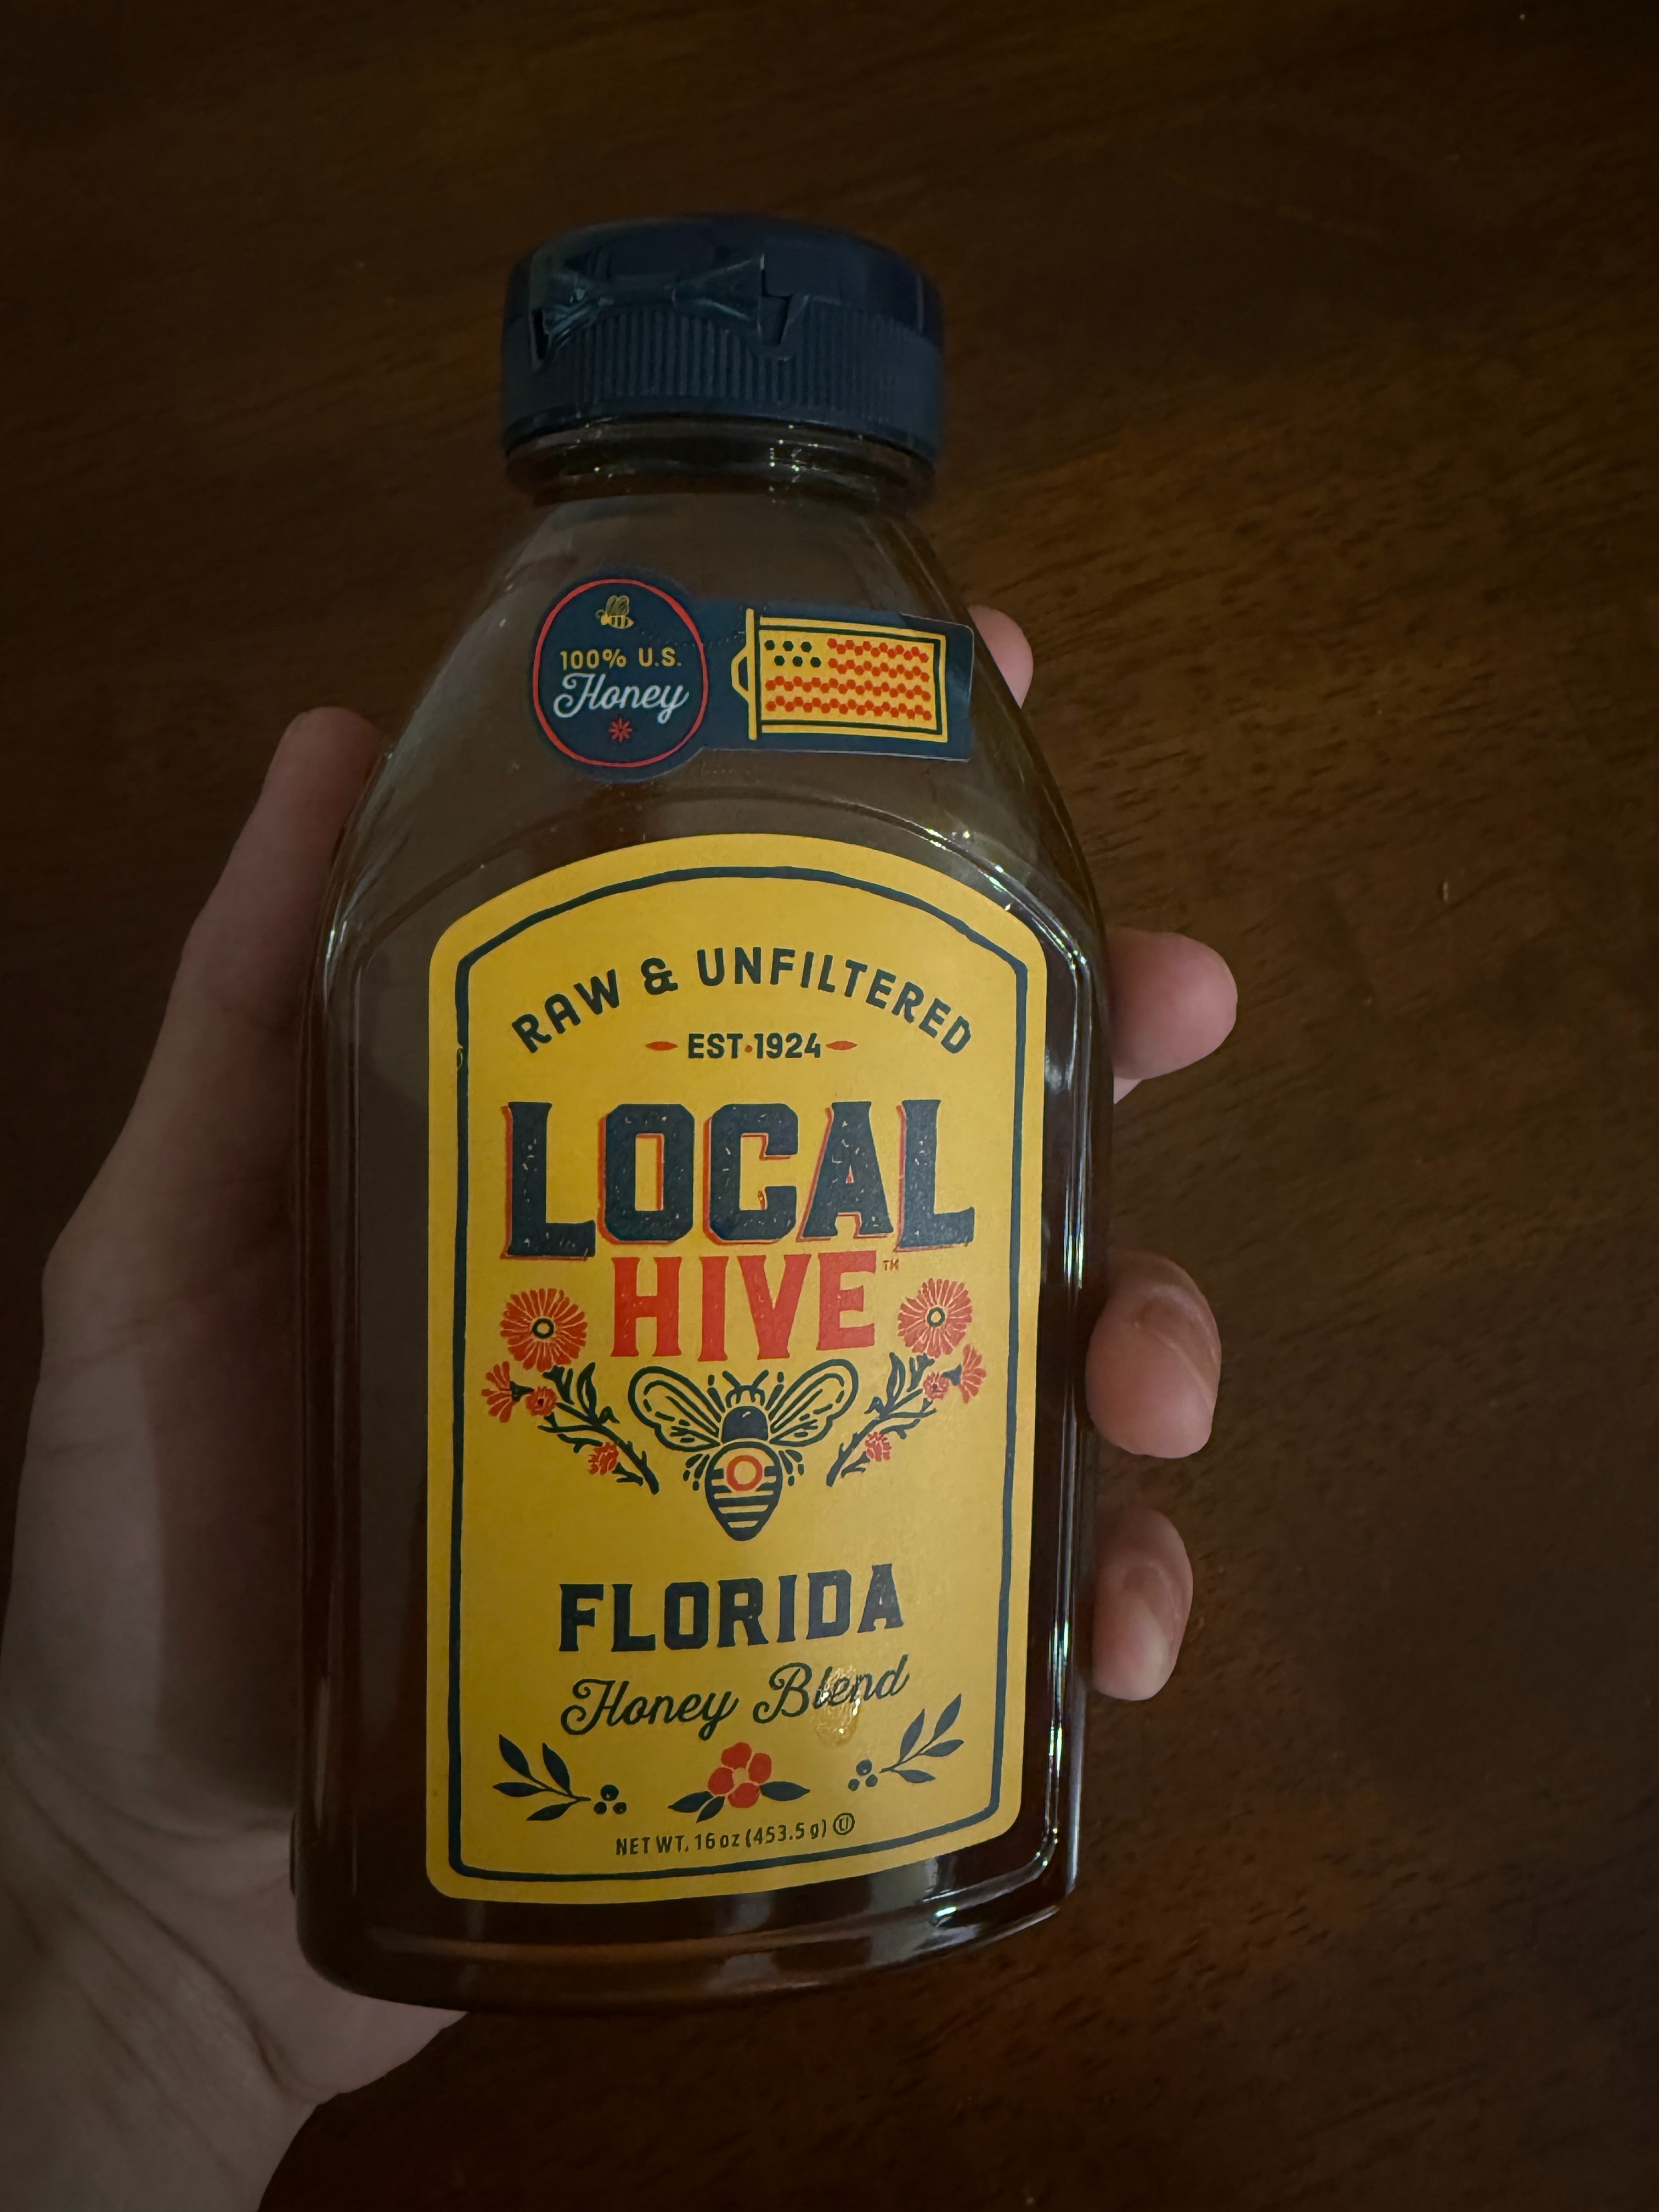 100% U.S.
Honey
RAW & UNFILTERED
EST·1924
LOCAL
HIVE™
FLORIDA
Honey Blend
NET WT. 16 oz (453.5 g) Ⓤ